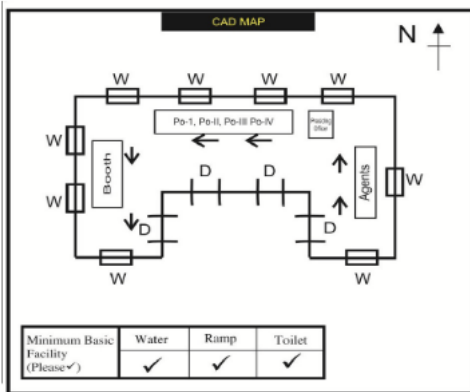 CAD MAP
N
W W W W
Po-1, Po-II, Po-III Po-IV
Presiding Officer
W
Booth
Agents
W
W
D D
D
D
W
W
Minimum Basic Facility (Please✓) Water Ramp Toilet
✓ ✓ ✓